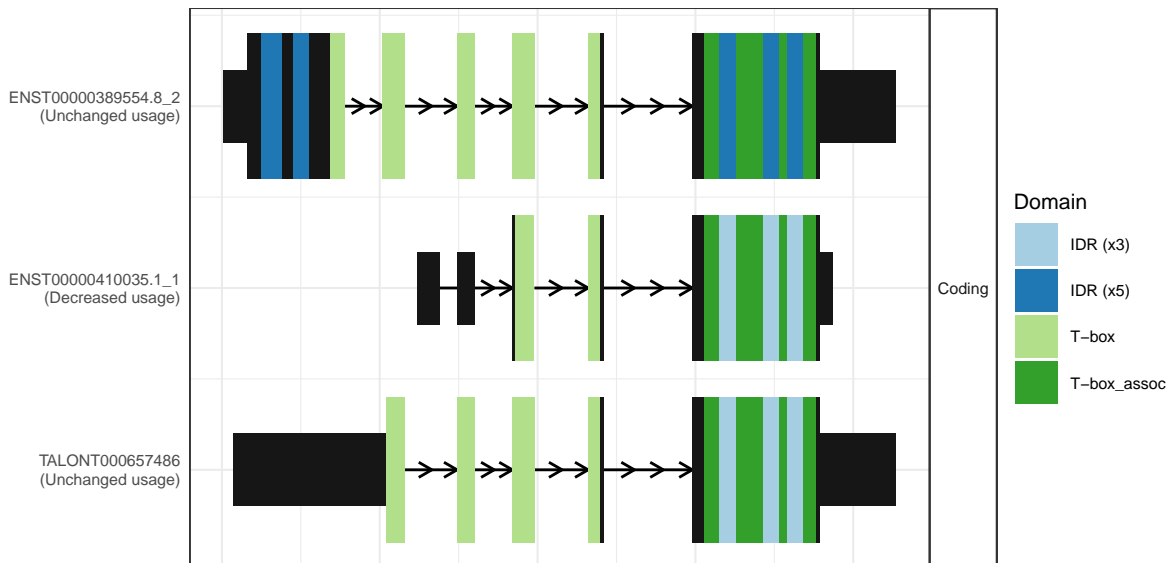 ENST00000389554.8_2
(Unchanged usage)
ENST00000410035.1_1
(Decreased usage)
TALONT000657486
(Unchanged usage)
Coding
Domain
IDR (x3)
IDR (x5)
T−box
T−box_assoc